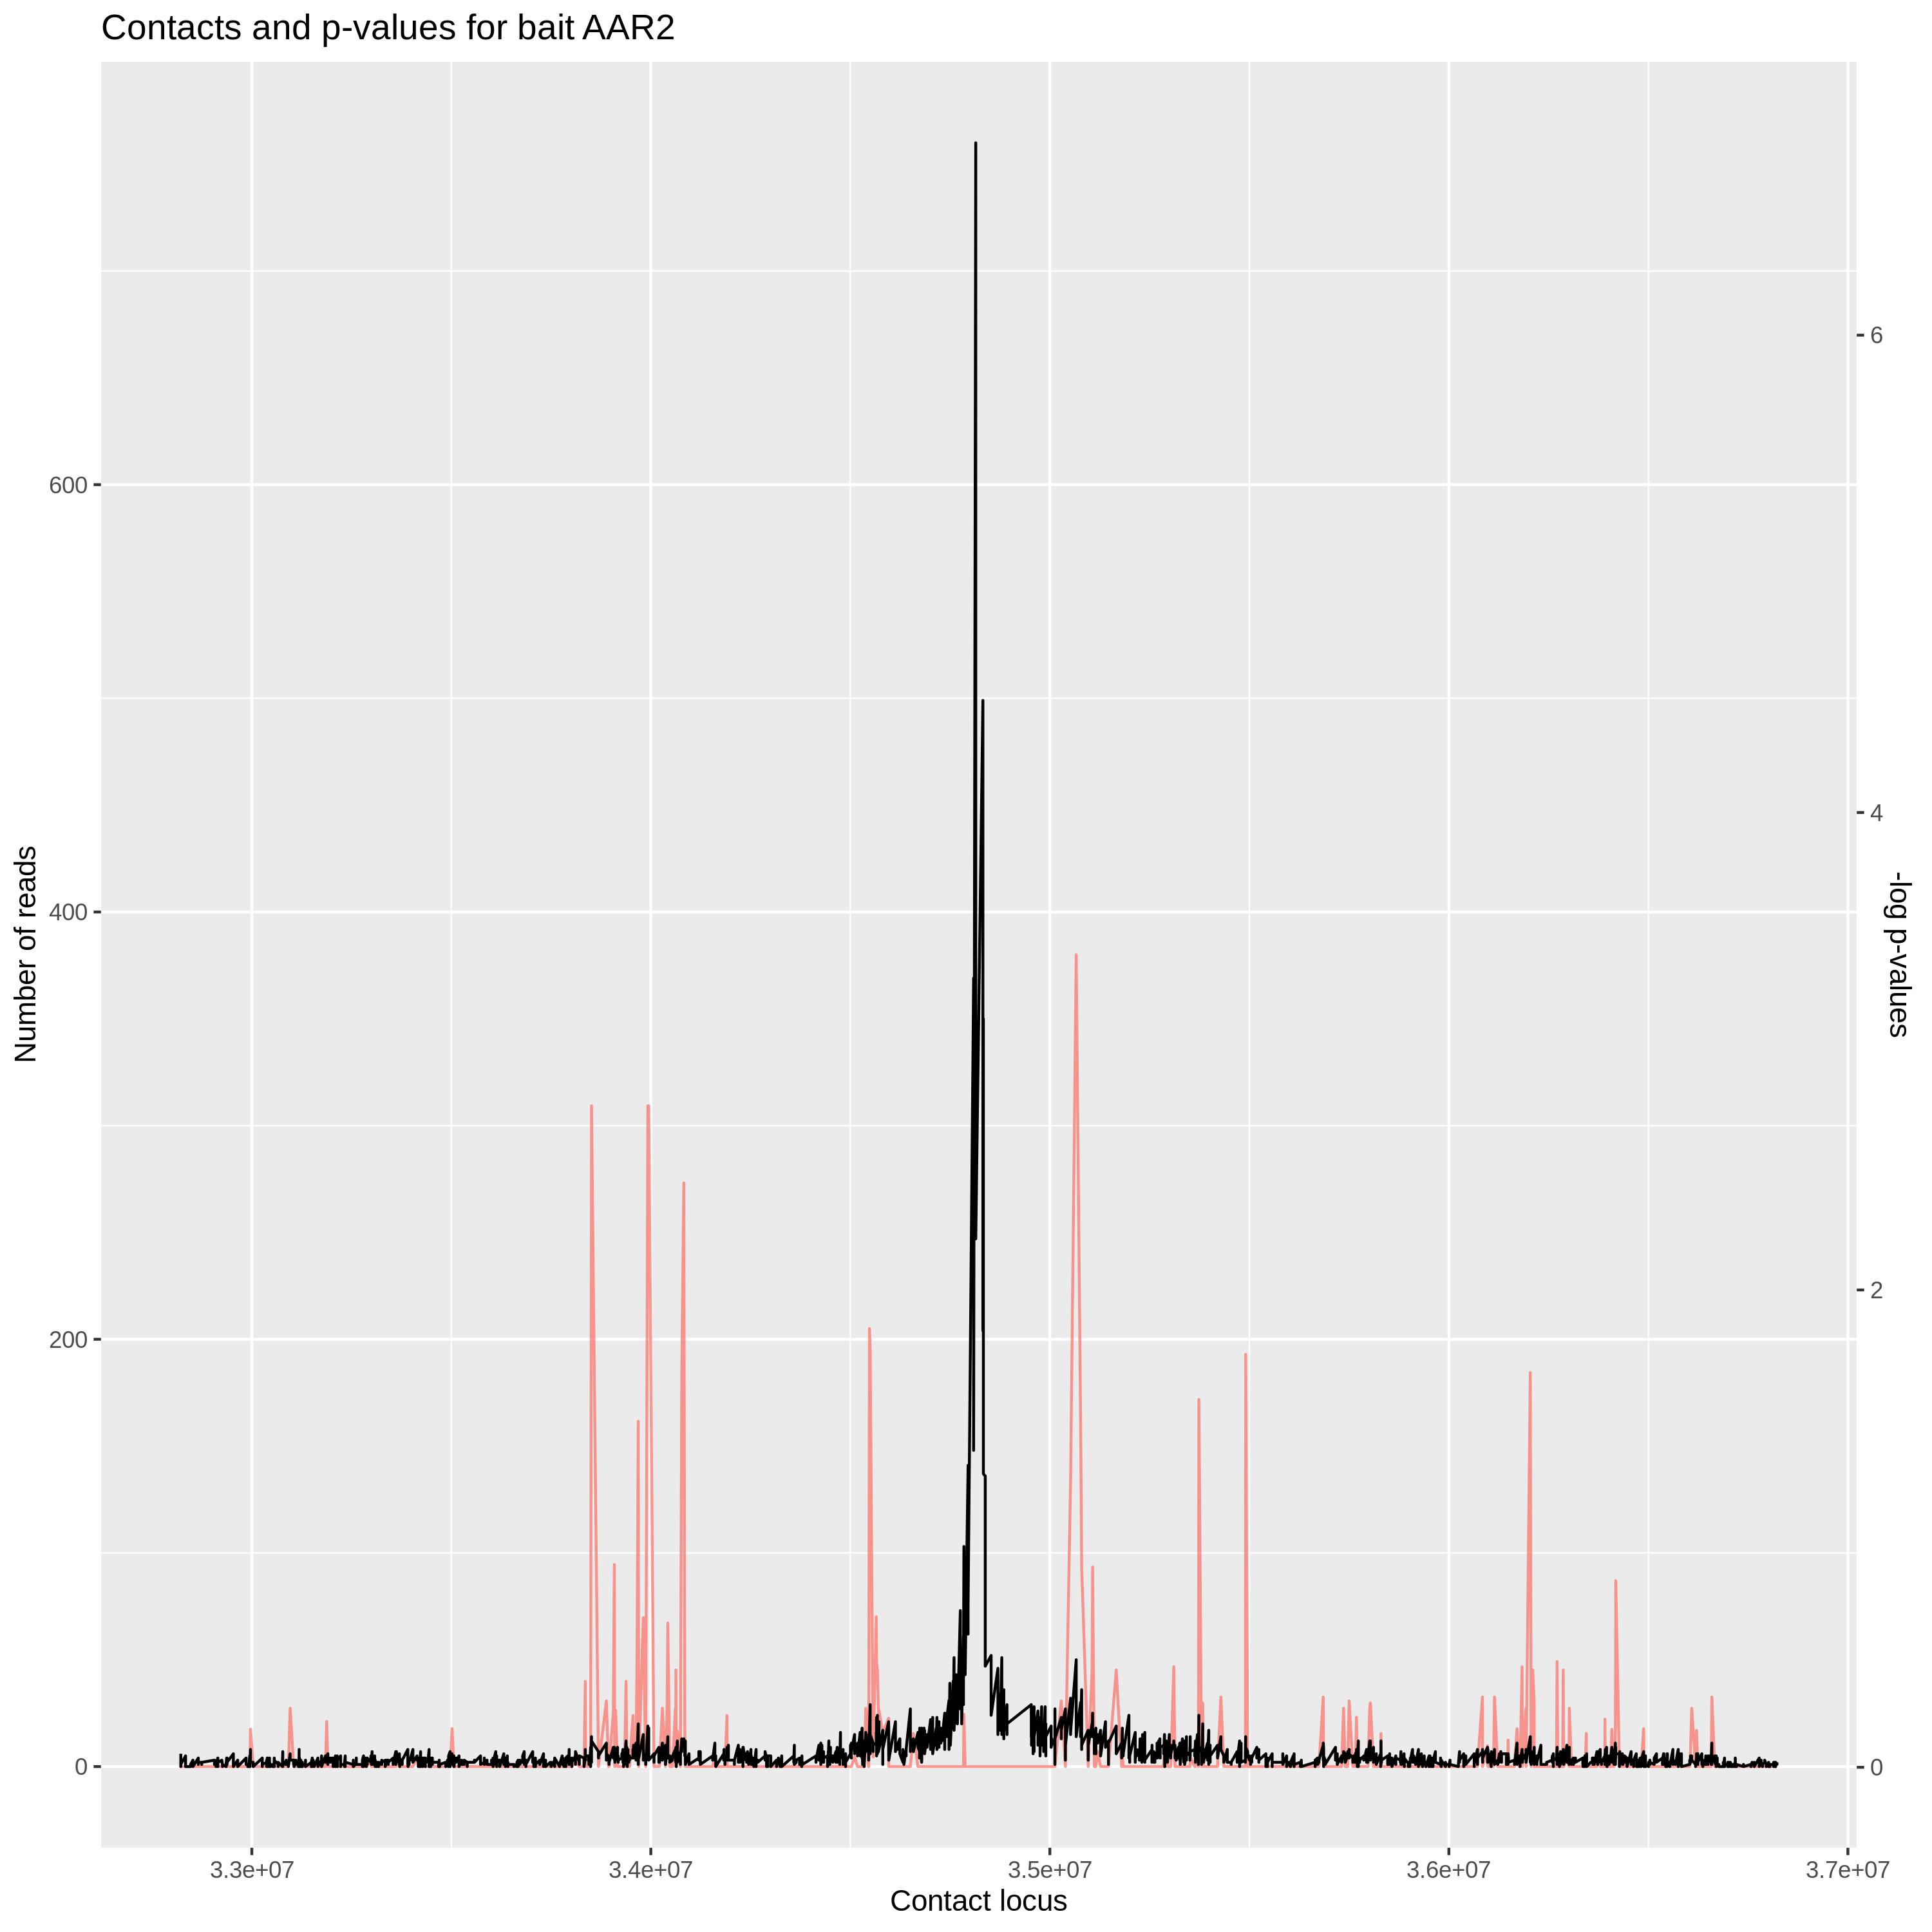 Contacts and p-values for bait AAR2
Number of reads
600
400
200
0
6
4
2
0
-log p-values
3.3e+07 3.4e+07 3.5e+07 3.6e+07 3.7e+07
Contact locus